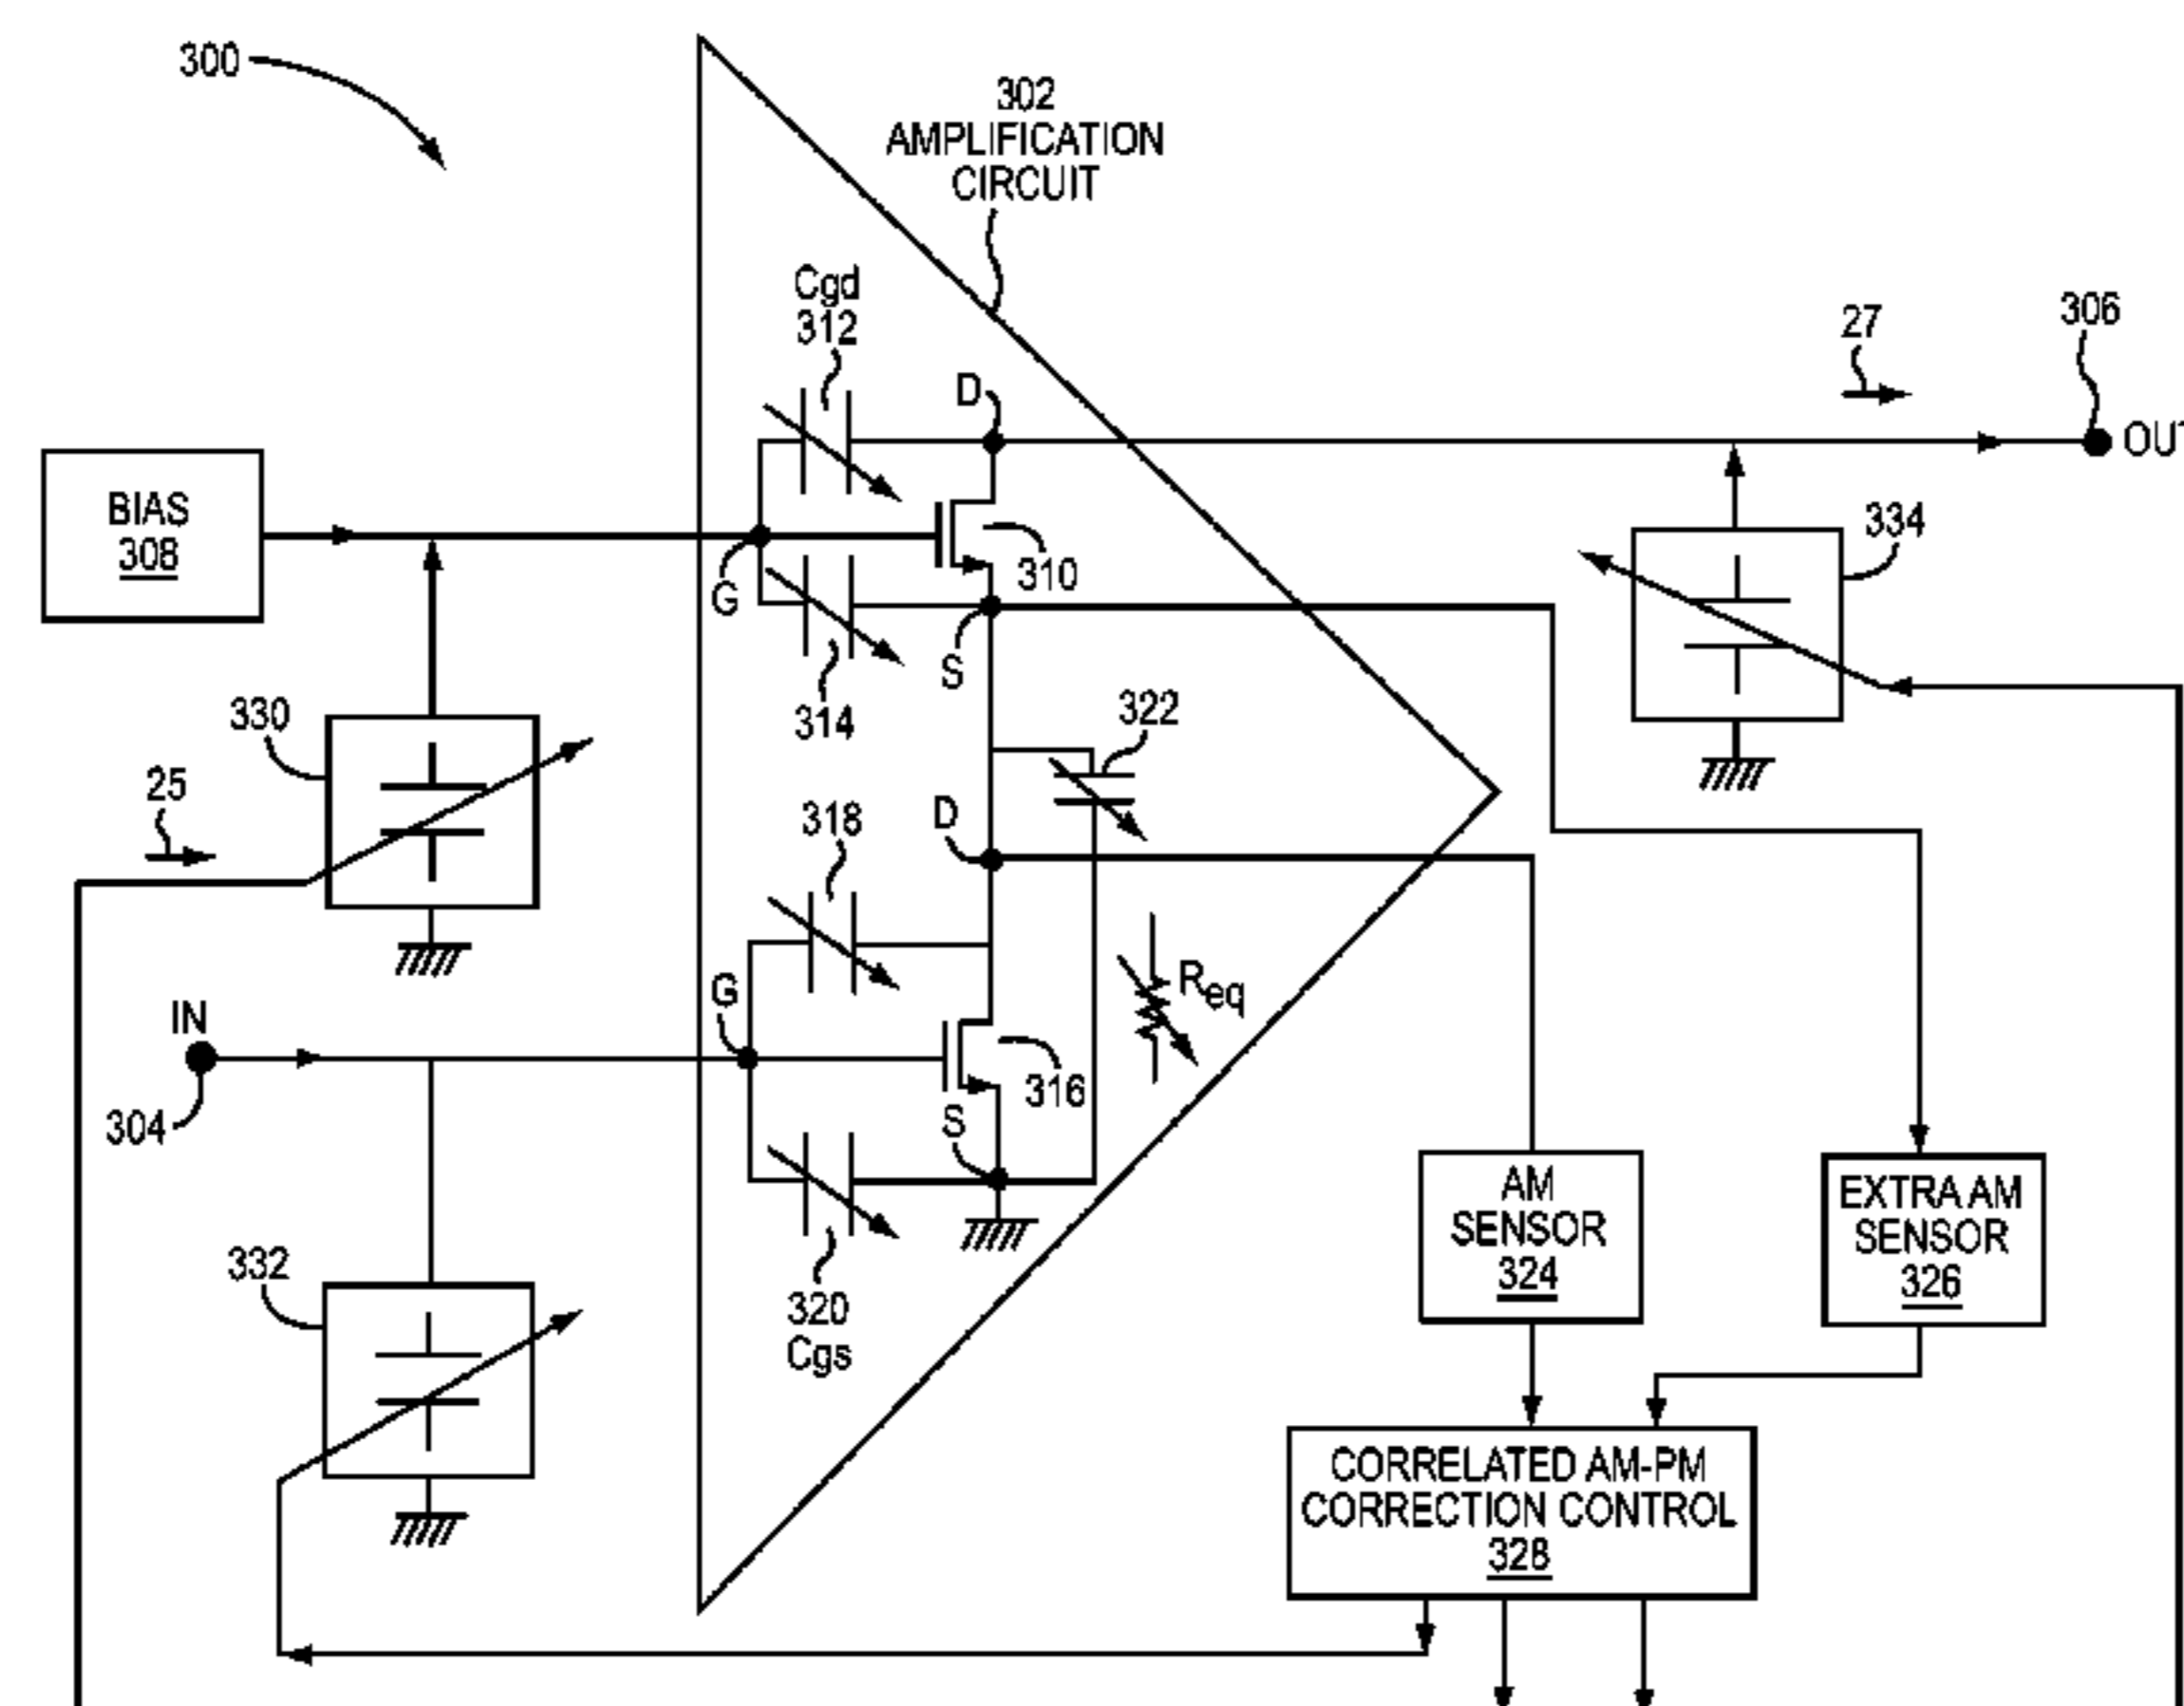 300
302
AMPLIFICATION
CIRCUIT
Cgd
312
D
27
306
OUT
BIAS
308
G
310
334
314
S
322
330
25
318
D
G
Req
IN
304
316
S
AM
SENSOR
324
EXTRA AM
SENSOR
326
332
320
Cgs
CORRELATED AM-PM
CORRECTION CONTROL
328